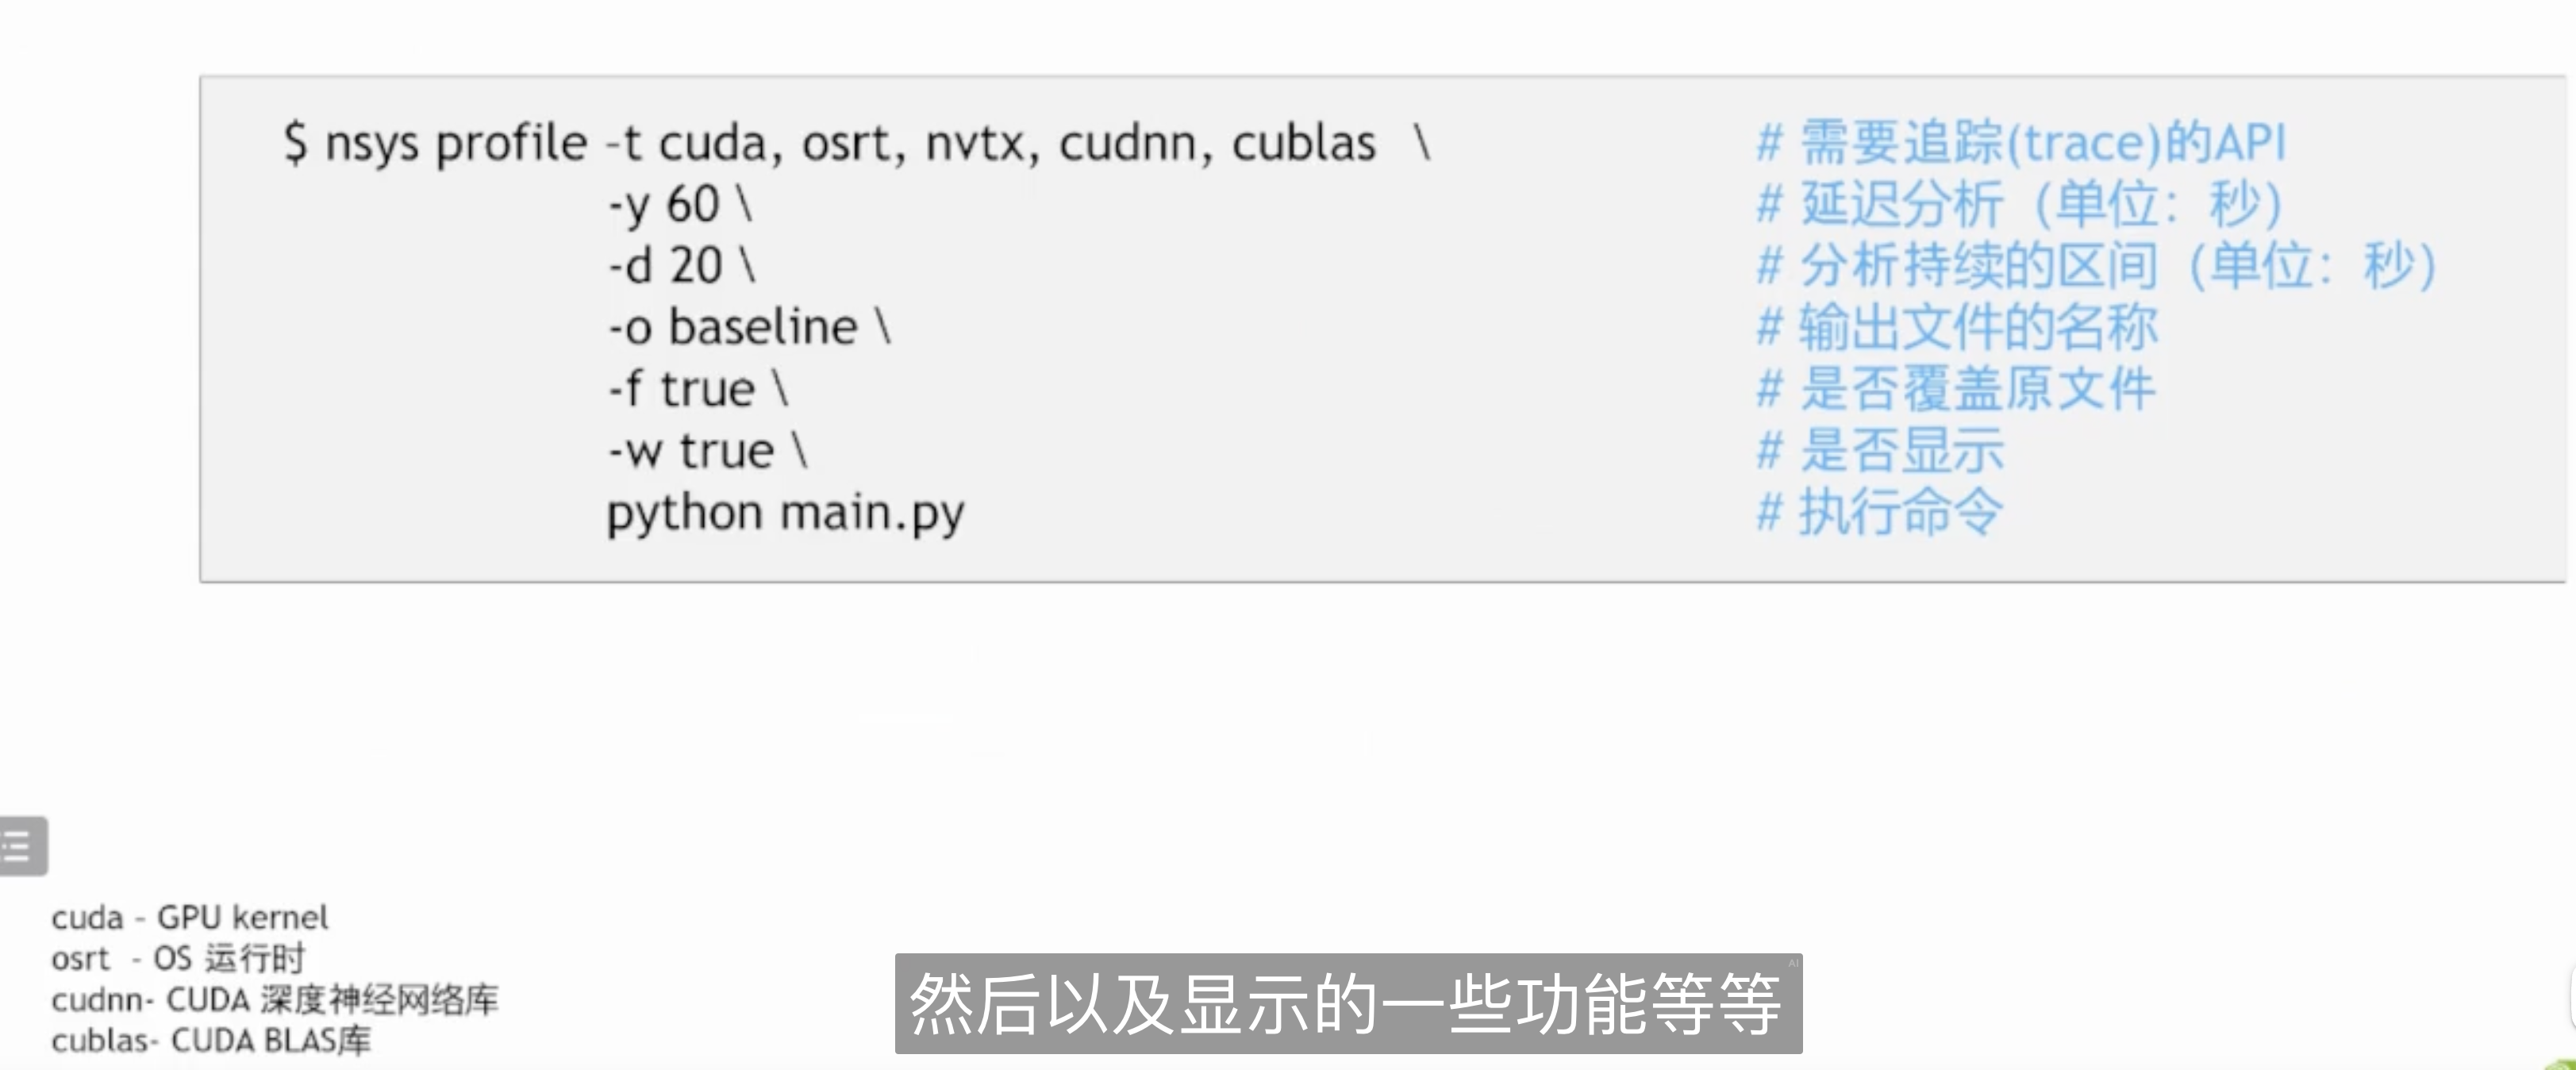 $ nsys profile -t cuda, osrt, nvtx, cudnn, cublas \ # 需要追踪(trace)的API
-y 60 \ # 延迟分析（单位：秒）
-d 20 \ # 分析持续的区间（单位：秒）
-o baseline \ # 输出文件的名称
-f true \ # 是否覆盖原文件
-w true \ # 是否显示
python main.py # 执行命令
cuda - GPU kernel
osrt - OS 运行时
cudnn- CUDA 深度神经网络库
cublas- CUDA BLAS库
然后以及显示的一些功能等等
AI